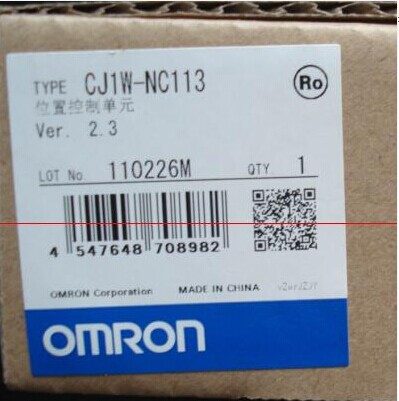 TYPE CJ1W-NC113
Ro
位置控制单元
Ver. 2.3
LOT No. 110226M QTY 1
4 547648 708982
OMRON Corporation MADE IN CHINA
OMRON